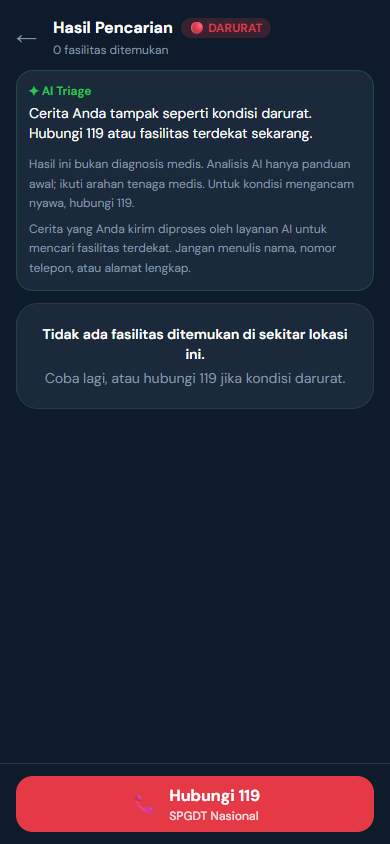 Hasil Pencarian
DARURAT
0 fasilitas ditemukan
AI Triage
Cerita Anda tampak seperti kondisi darurat.
Hubungi 119 atau fasilitas terdekat sekarang.
Hasil ini bukan diagnosis medis. Analisis AI hanya panduan
awal; ikuti arahan tenaga medis. Untuk kondisi mengancam
nyawa, hubungi 119.
Cerita yang Anda kirim diproses oleh layanan AI untuk
mencari fasilitas terdekat. Jangan menulis nama, nomor
telepon, atau alamat lengkap.
Tidak ada fasilitas ditemukan di sekitar lokasi
ini.
Coba lagi, atau hubungi 119 jika kondisi darurat.
Hubungi 119
SPGDT Nasional